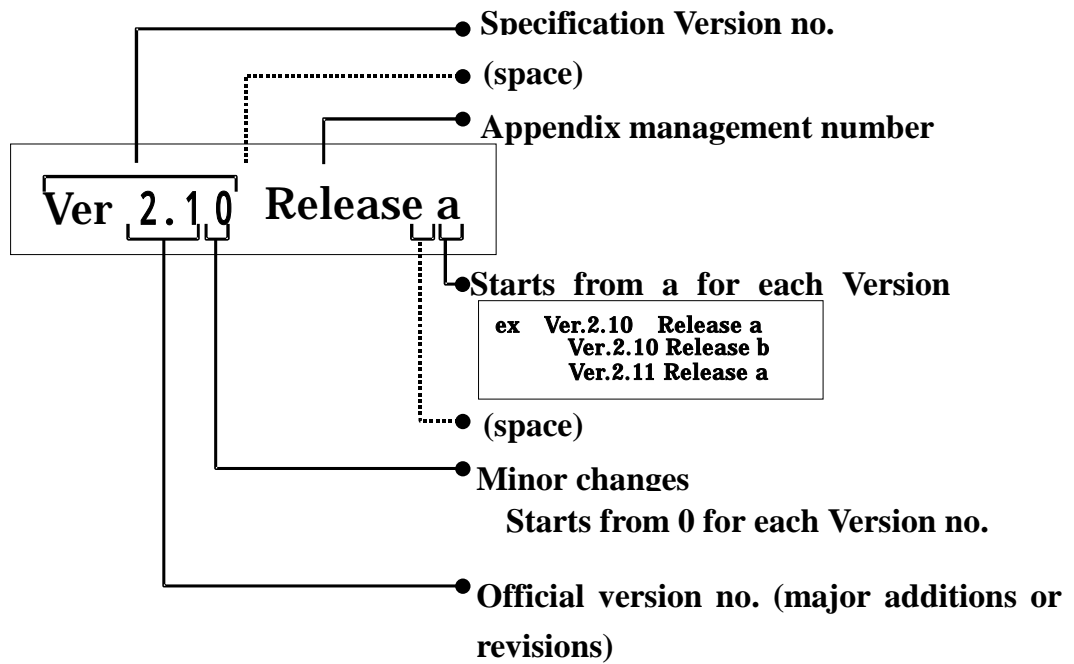 Specification Version no.
(space)
Appendix management number
Ver 2.10 Release a
Starts from a for each Version
ex Ver.2.10 Release a
Ver.2.10 Release b
Ver.2.11 Release a
(space)
Minor changes
Starts from 0 for each Version no.
Official version no. (major additions or
revisions)